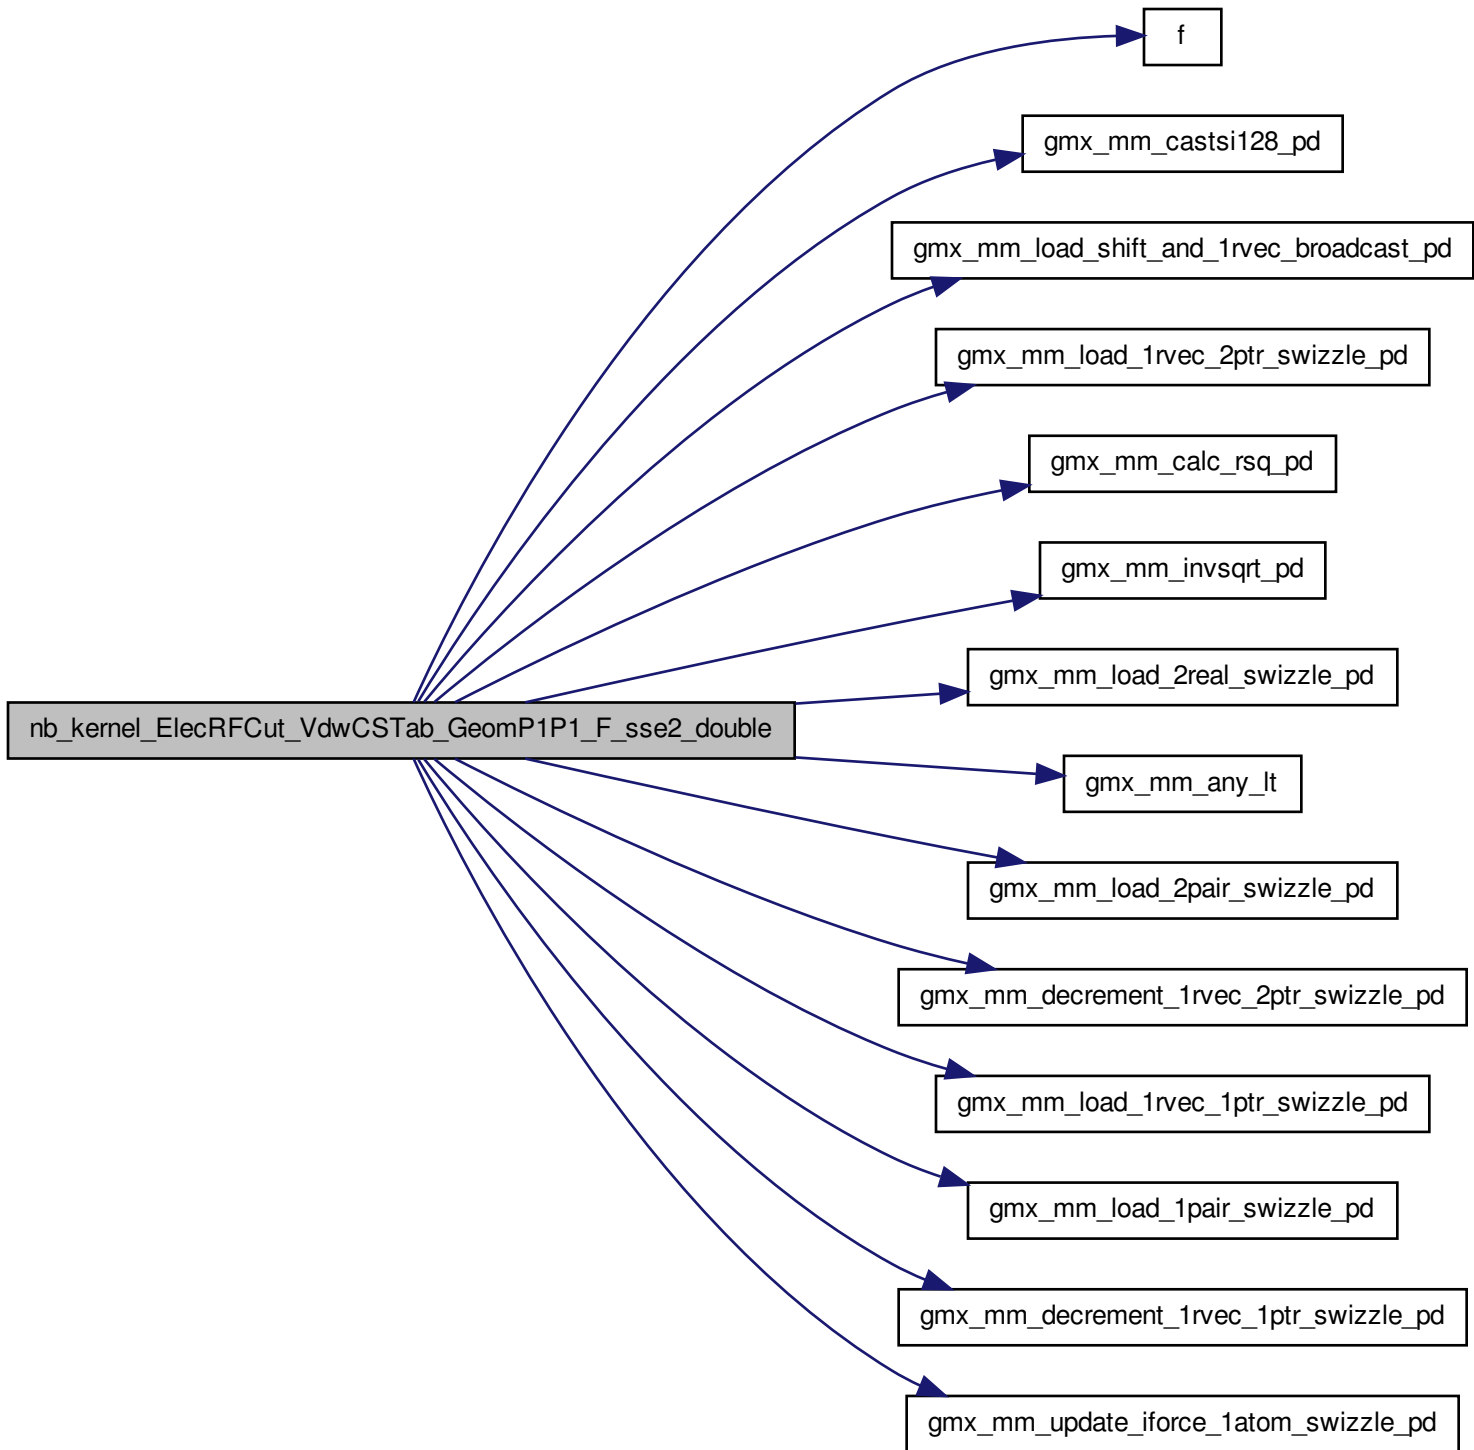 f
gmx_mm_castsi128_pd
gmx_mm_load_shift_and_1rvec_broadcast_pd
gmx_mm_load_1rvec_2ptr_swizzle_pd
gmx_mm_calc_rsq_pd
gmx_mm_invsqrt_pd
gmx_mm_load_2real_swizzle_pd
nb_kernel_ElecRFCut_VdwCSTab_GeomP1P1_F_sse2_double
gmx_mm_any_lt
gmx_mm_load_2pair_swizzle_pd
gmx_mm_decrement_1rvec_2ptr_swizzle_pd
gmx_mm_load_1rvec_1ptr_swizzle_pd
gmx_mm_load_1pair_swizzle_pd
gmx_mm_decrement_1rvec_1ptr_swizzle_pd
gmx_mm_update_iforce_1atom_swizzle_pd